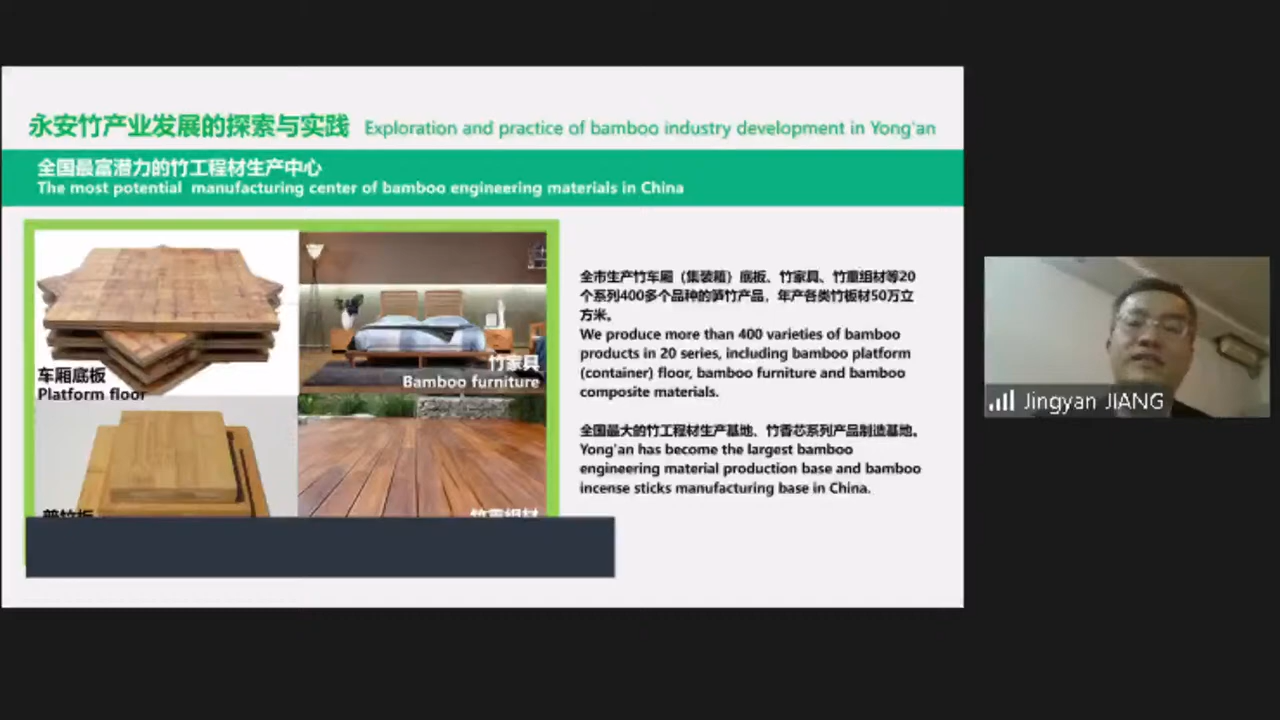 永安竹产业发展的探索与实践 Exploration and practice of bamboo industry development in Yong'an
全国最富潜力的竹工程材生产中心
The most potential manufacturing center of bamboo engineering materials in China
车厢底板
Platform floor
竹家具
Bamboo furniture
全市生产竹车厢（集装箱）底板、竹家具、竹重组材等20
个系列400多个品种的笋竹产品，年产各类竹板材50万立
方米。
We produce more than 400 varieties of bamboo
products in 20 series, including bamboo platform
(container) floor, bamboo furniture and bamboo
composite materials.
全国最大的竹工程材生产基地、竹香芯系列产品制造基地。
Yong'an has become the largest bamboo
engineering material production base and bamboo
incense sticks manufacturing base in China.
竹重组材
Jingyan JIANG